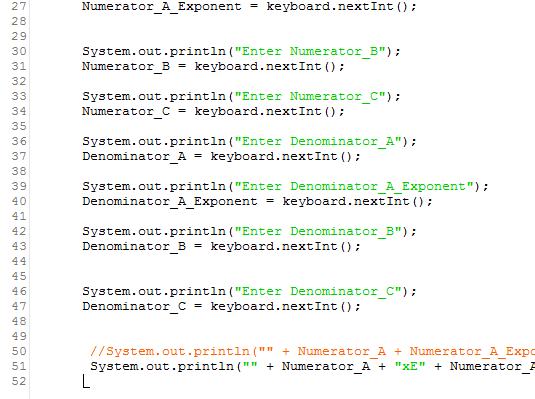 27 Numerator_A_Exponent = keyboard.nextInt();
28
29
30 System.out.println("Enter Numerator_B");
31 Numerator_B = keyboard.nextInt();
32
33 System.out.println("Enter Numerator_C");
34 Numerator_C = keyboard.nextInt();
35
36 System.out.println("Enter Denominator_A");
37 Denominator_A = keyboard.nextInt();
38
39 System.out.println("Enter Denominator_A_Exponent");
40 Denominator_A_Exponent = keyboard.nextInt();
41
42 System.out.println("Enter Denominator_B");
43 Denominator_B = keyboard.nextInt();
44
45
46 System.out.println("Enter Denominator_C");
47 Denominator_C = keyboard.nextInt();
48
49
50 //System.out.println("" + Numerator_A + Numerator_A_Expo
51 System.out.println("" + Numerator_A + "xE" + Numerator_A
52